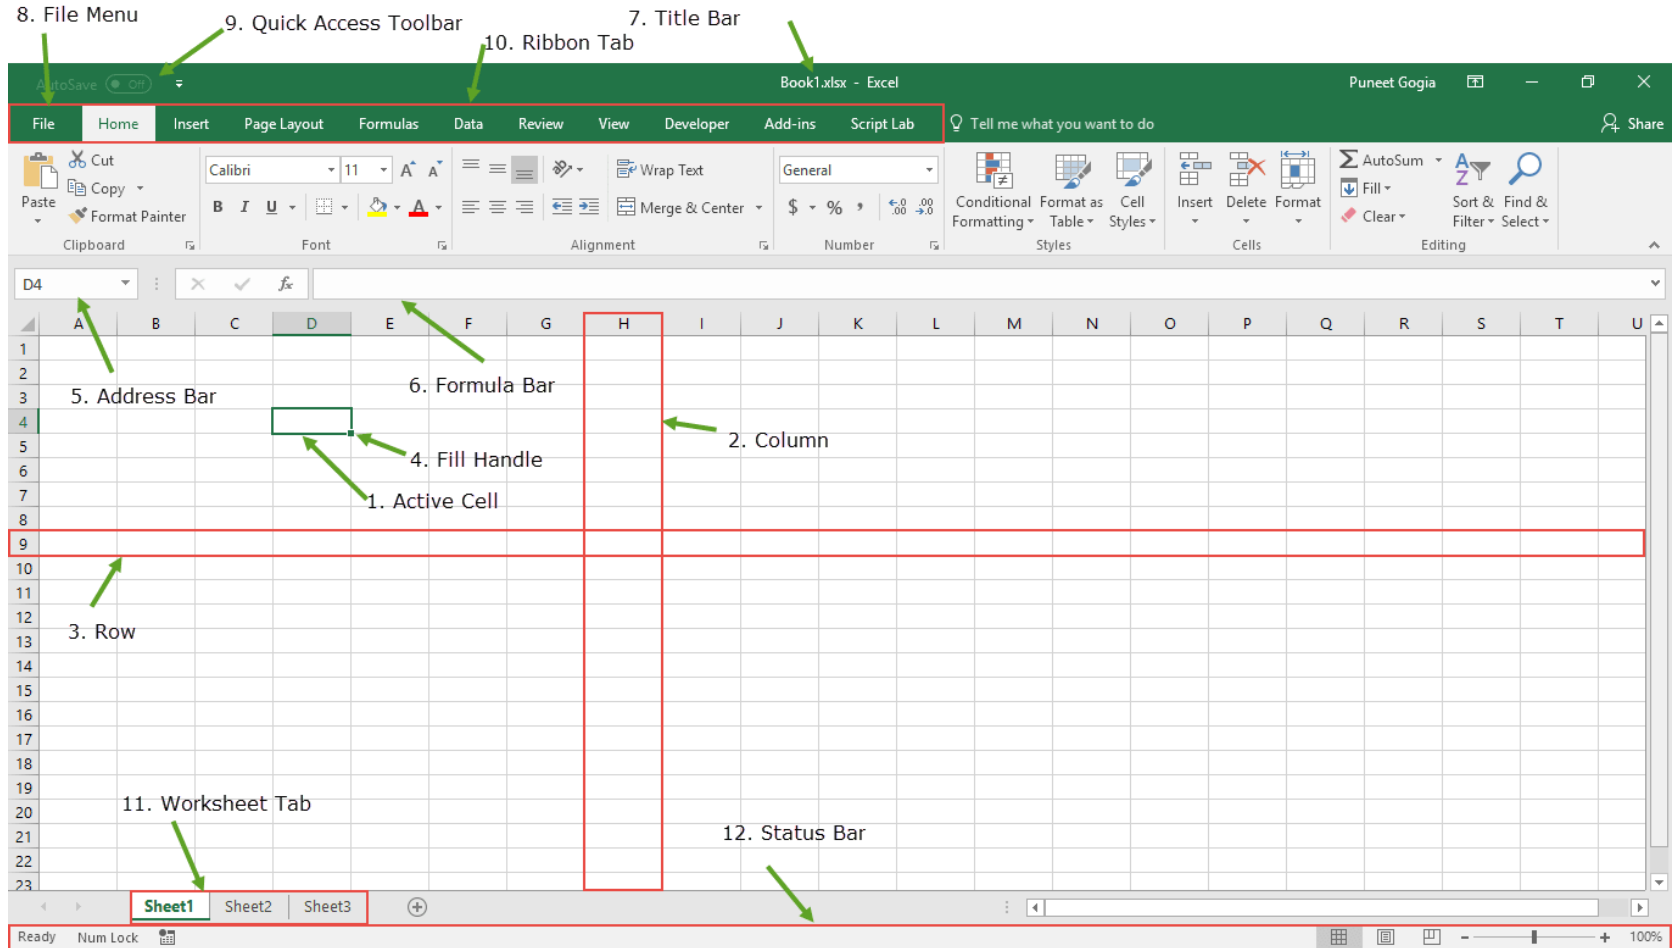 8. File Menu
9. Quick Access Toolbar
7. Title Bar
10. Ribbon Tab
AutoSave Off
Book1.xlsx - Excel
Puneet Gogia
File Home Insert Page Layout Formulas Data Review View Developer Add-ins Script Lab Tell me what you want to do Share
Cut
Copy
Format Painter
Paste
Clipboard
Calibri 11 A A
B I U A
Font
Wrap Text
Merge & Center
Alignment
General
$ % , .0 .00 .00 .0
Number
Conditional Formatting
Format as Table
Cell Styles
Styles
Insert Delete Format
Cells
AutoSum
Fill
Clear
A Z
Sort & Filter
Find & Select
Editing
D4 fx
A B C D E F G H I J K L M N O P Q R S T U
1
2
3
4
5
6
7
8
9
10
11
12
13
14
15
16
17
18
19
20
21
22
23
5. Address Bar
6. Formula Bar
2. Column
4. Fill Handle
1. Active Cell
3. Row
11. Worksheet Tab
12. Status Bar
Sheet1 Sheet2 Sheet3
Ready Num Lock 100%